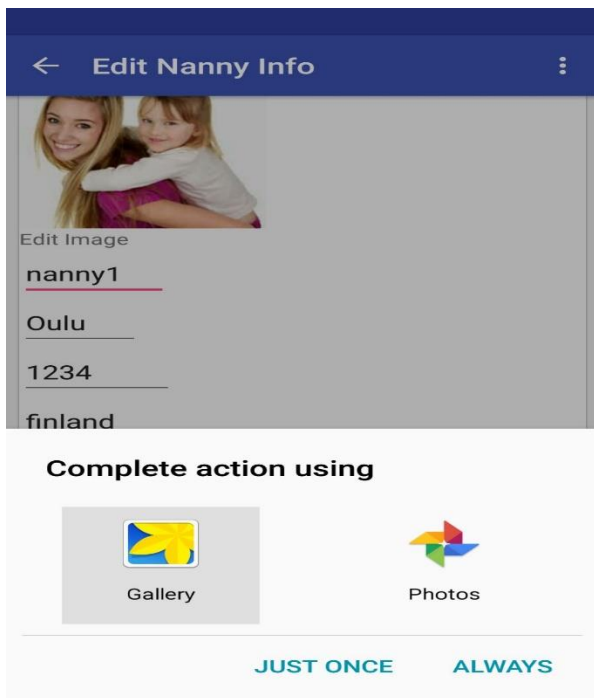 Edit Nanny Info
Edit Image
nanny1
Oulu
1234
finland
Complete action using
Gallery Photos
JUST ONCE ALWAYS